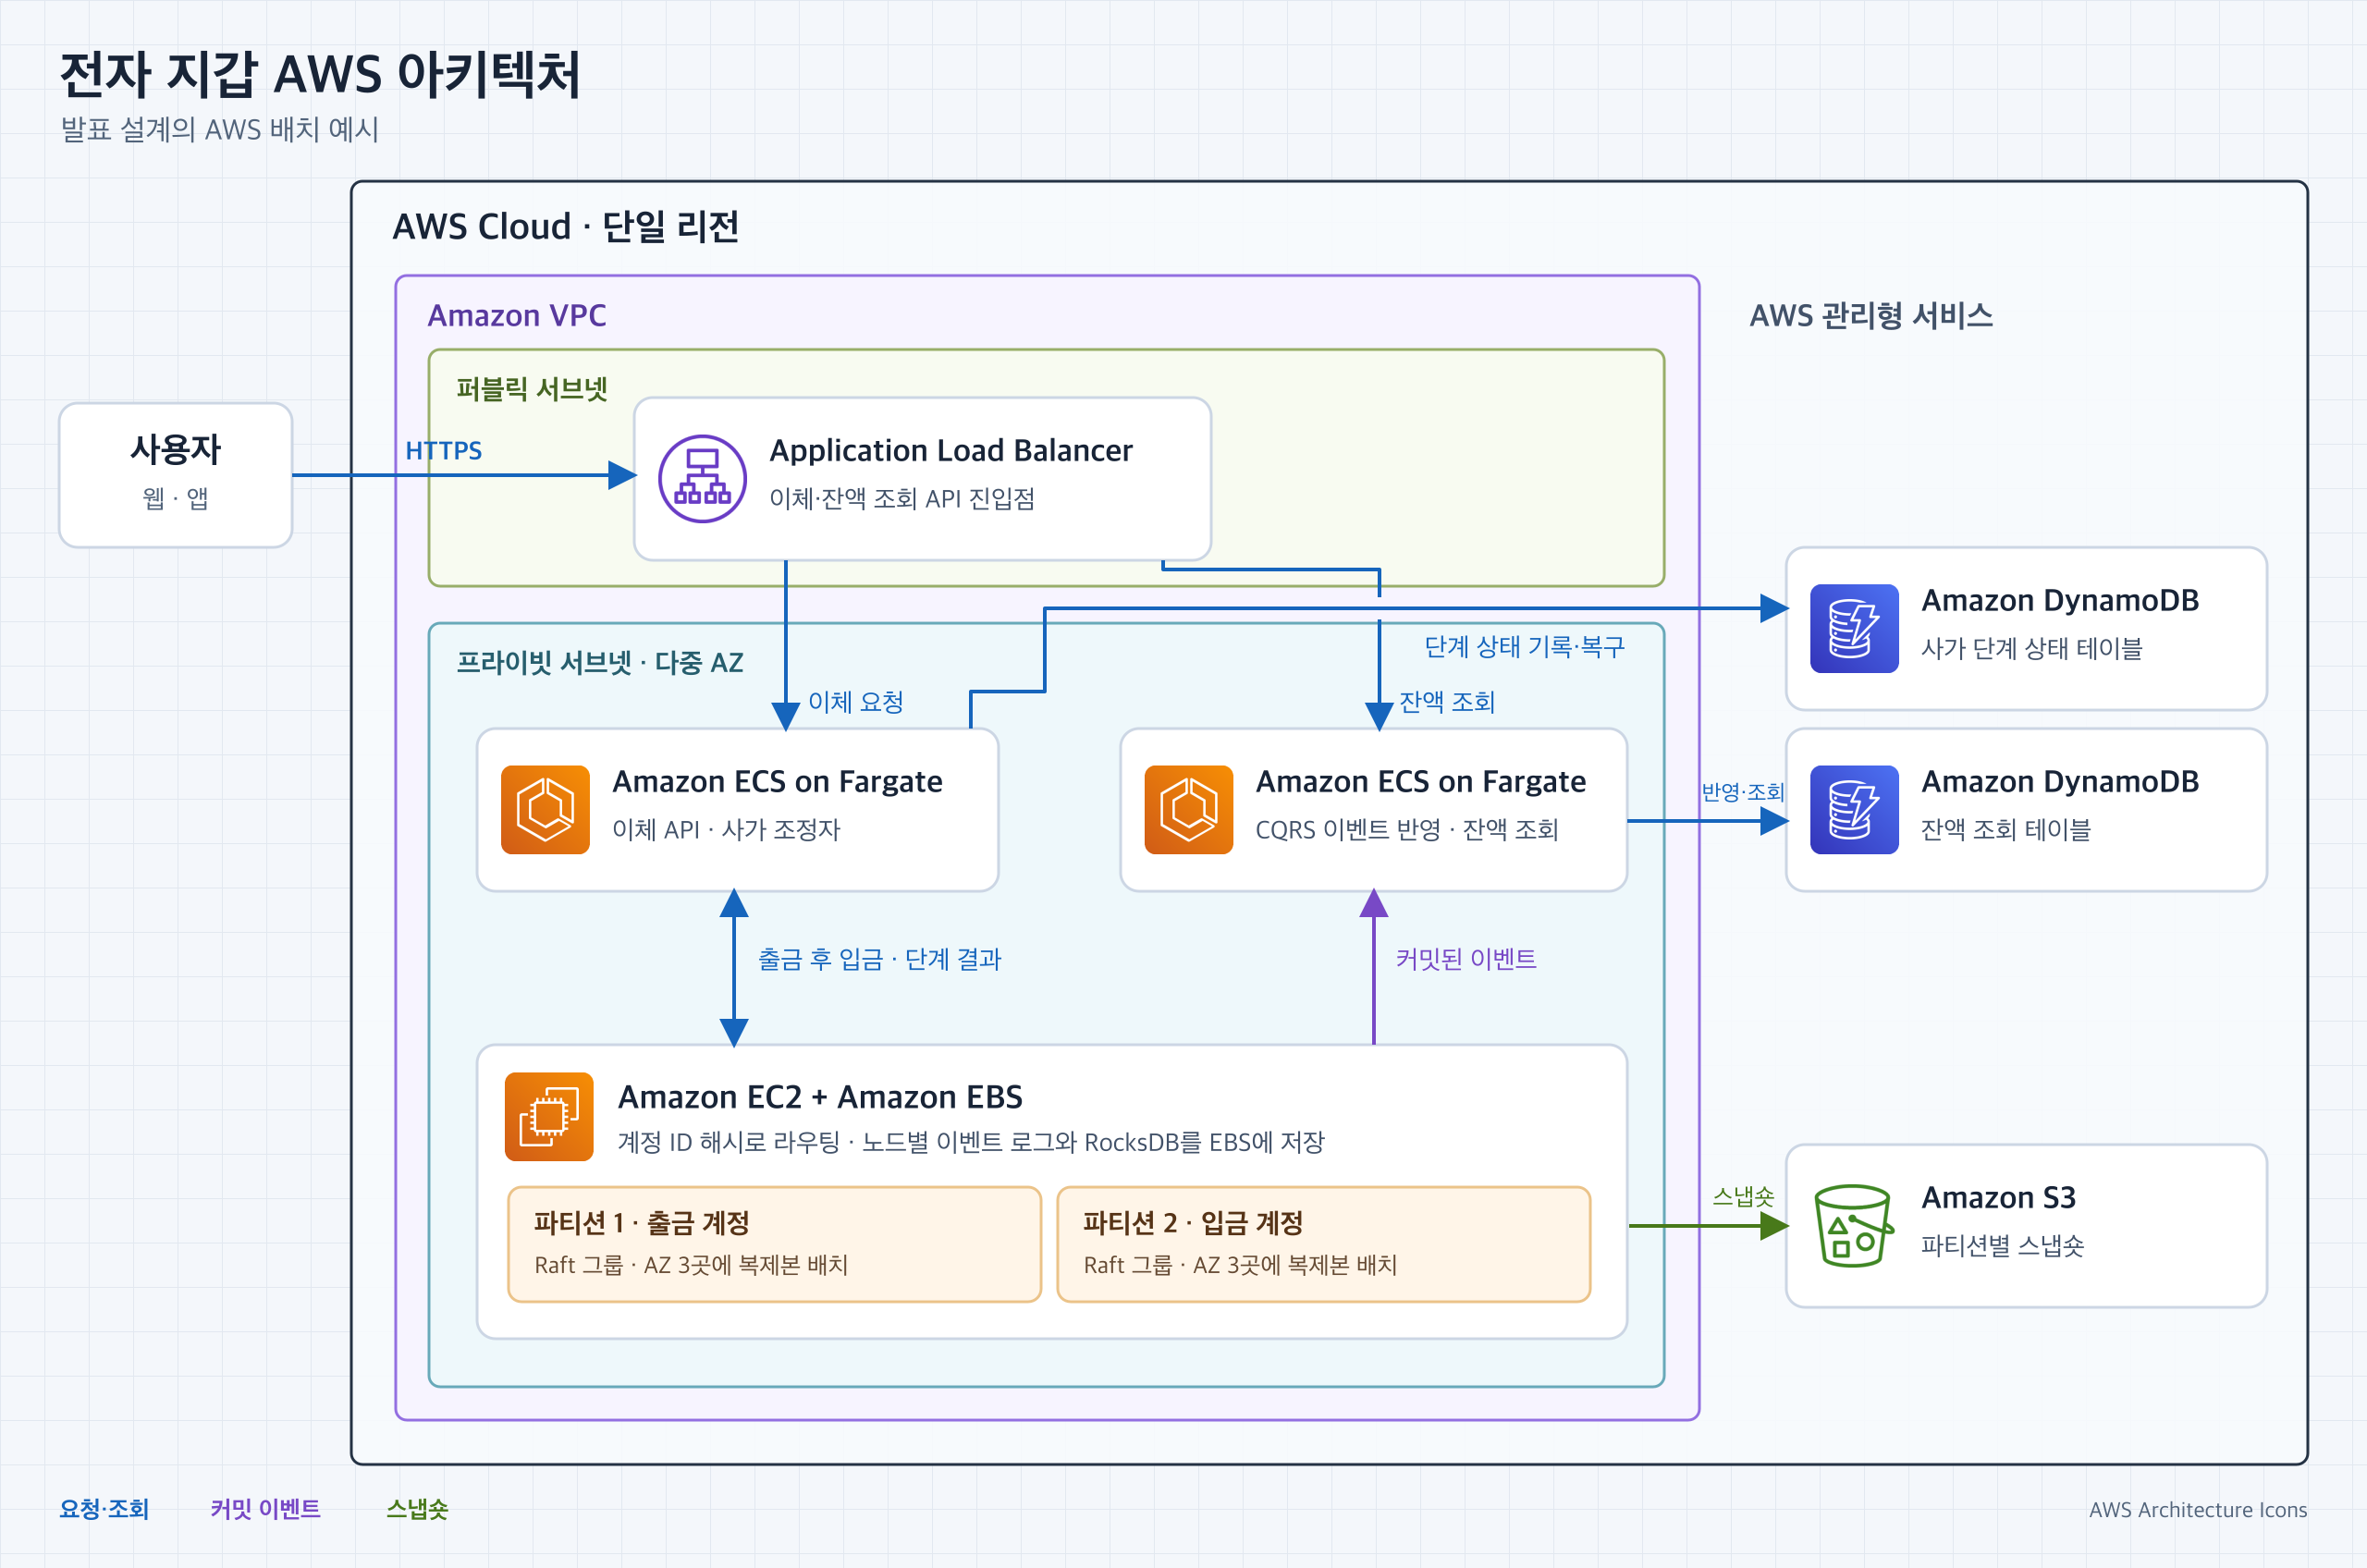 전자 지갑 AWS 아키텍처
발표 설계의 AWS 배치 예시
AWS Cloud · 단일 리전
Amazon VPC
AWS 관리형 서비스
퍼블릭 서브넷
사용자
웹 · 앱
HTTPS
Application Load Balancer
이체·잔액 조회 API 진입점
프라이빗 서브넷 · 다중 AZ
단계 상태 기록·복구
이체 요청
잔액 조회
Amazon DynamoDB
사가 단계 상태 테이블
Amazon ECS on Fargate
이체 API · 사가 조정자
Amazon ECS on Fargate
CQRS 이벤트 반영 · 잔액 조회
반영·조회
Amazon DynamoDB
잔액 조회 테이블
출금 후 입금 · 단계 결과
커밋된 이벤트
Amazon EC2 + Amazon EBS
계정 ID 해시로 라우팅 · 노드별 이벤트 로그와 RocksDB를 EBS에 저장
파티션 1 · 출금 계정
Raft 그룹 · AZ 3곳에 복제본 배치
파티션 2 · 입금 계정
Raft 그룹 · AZ 3곳에 복제본 배치
스냅숏
Amazon S3
파티션별 스냅숏
요청·조회
커밋 이벤트
스냅숏
AWS Architecture Icons